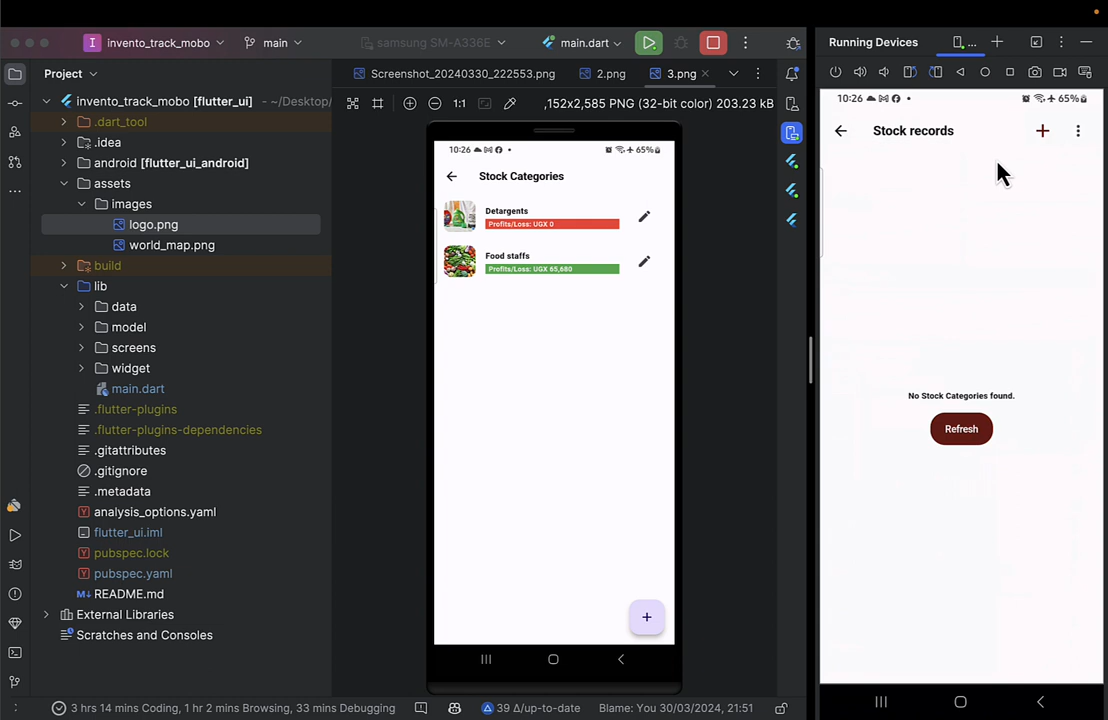 invento_track_mobo
main
samsung SM-A336E
main.dart
Running Devices
...
Project
Screenshot_20240330_222553.png
2.png
3.png
1:1
,152x2,585 PNG (32-bit color) 203.23 kB
invento_track_mobo [flutter_ui] ~/Desktop/
.dart_tool
.idea
android [flutter_ui_android]
assets
images
logo.png
world_map.png
build
lib
data
model
screens
widget
main.dart
.flutter-plugins
.flutter-plugins-dependencies
.gitattributes
.gitignore
.metadata
analysis_options.yaml
flutter_ui.iml
pubspec.lock
pubspec.yaml
README.md
External Libraries
Scratches and Consoles
10:26 65%
Stock Categories
Detargents
Profits/Loss: UGX 0
Food staffs
Profits/Loss: UGX 65,680
+
10:26 65%
Stock records
No Stock Categories found.
Refresh
3 hrs 14 mins Coding, 1 hr 2 mins Browsing, 33 mins Debugging
39 Δ/up-to-date
Blame: You 30/03/2024, 21:51